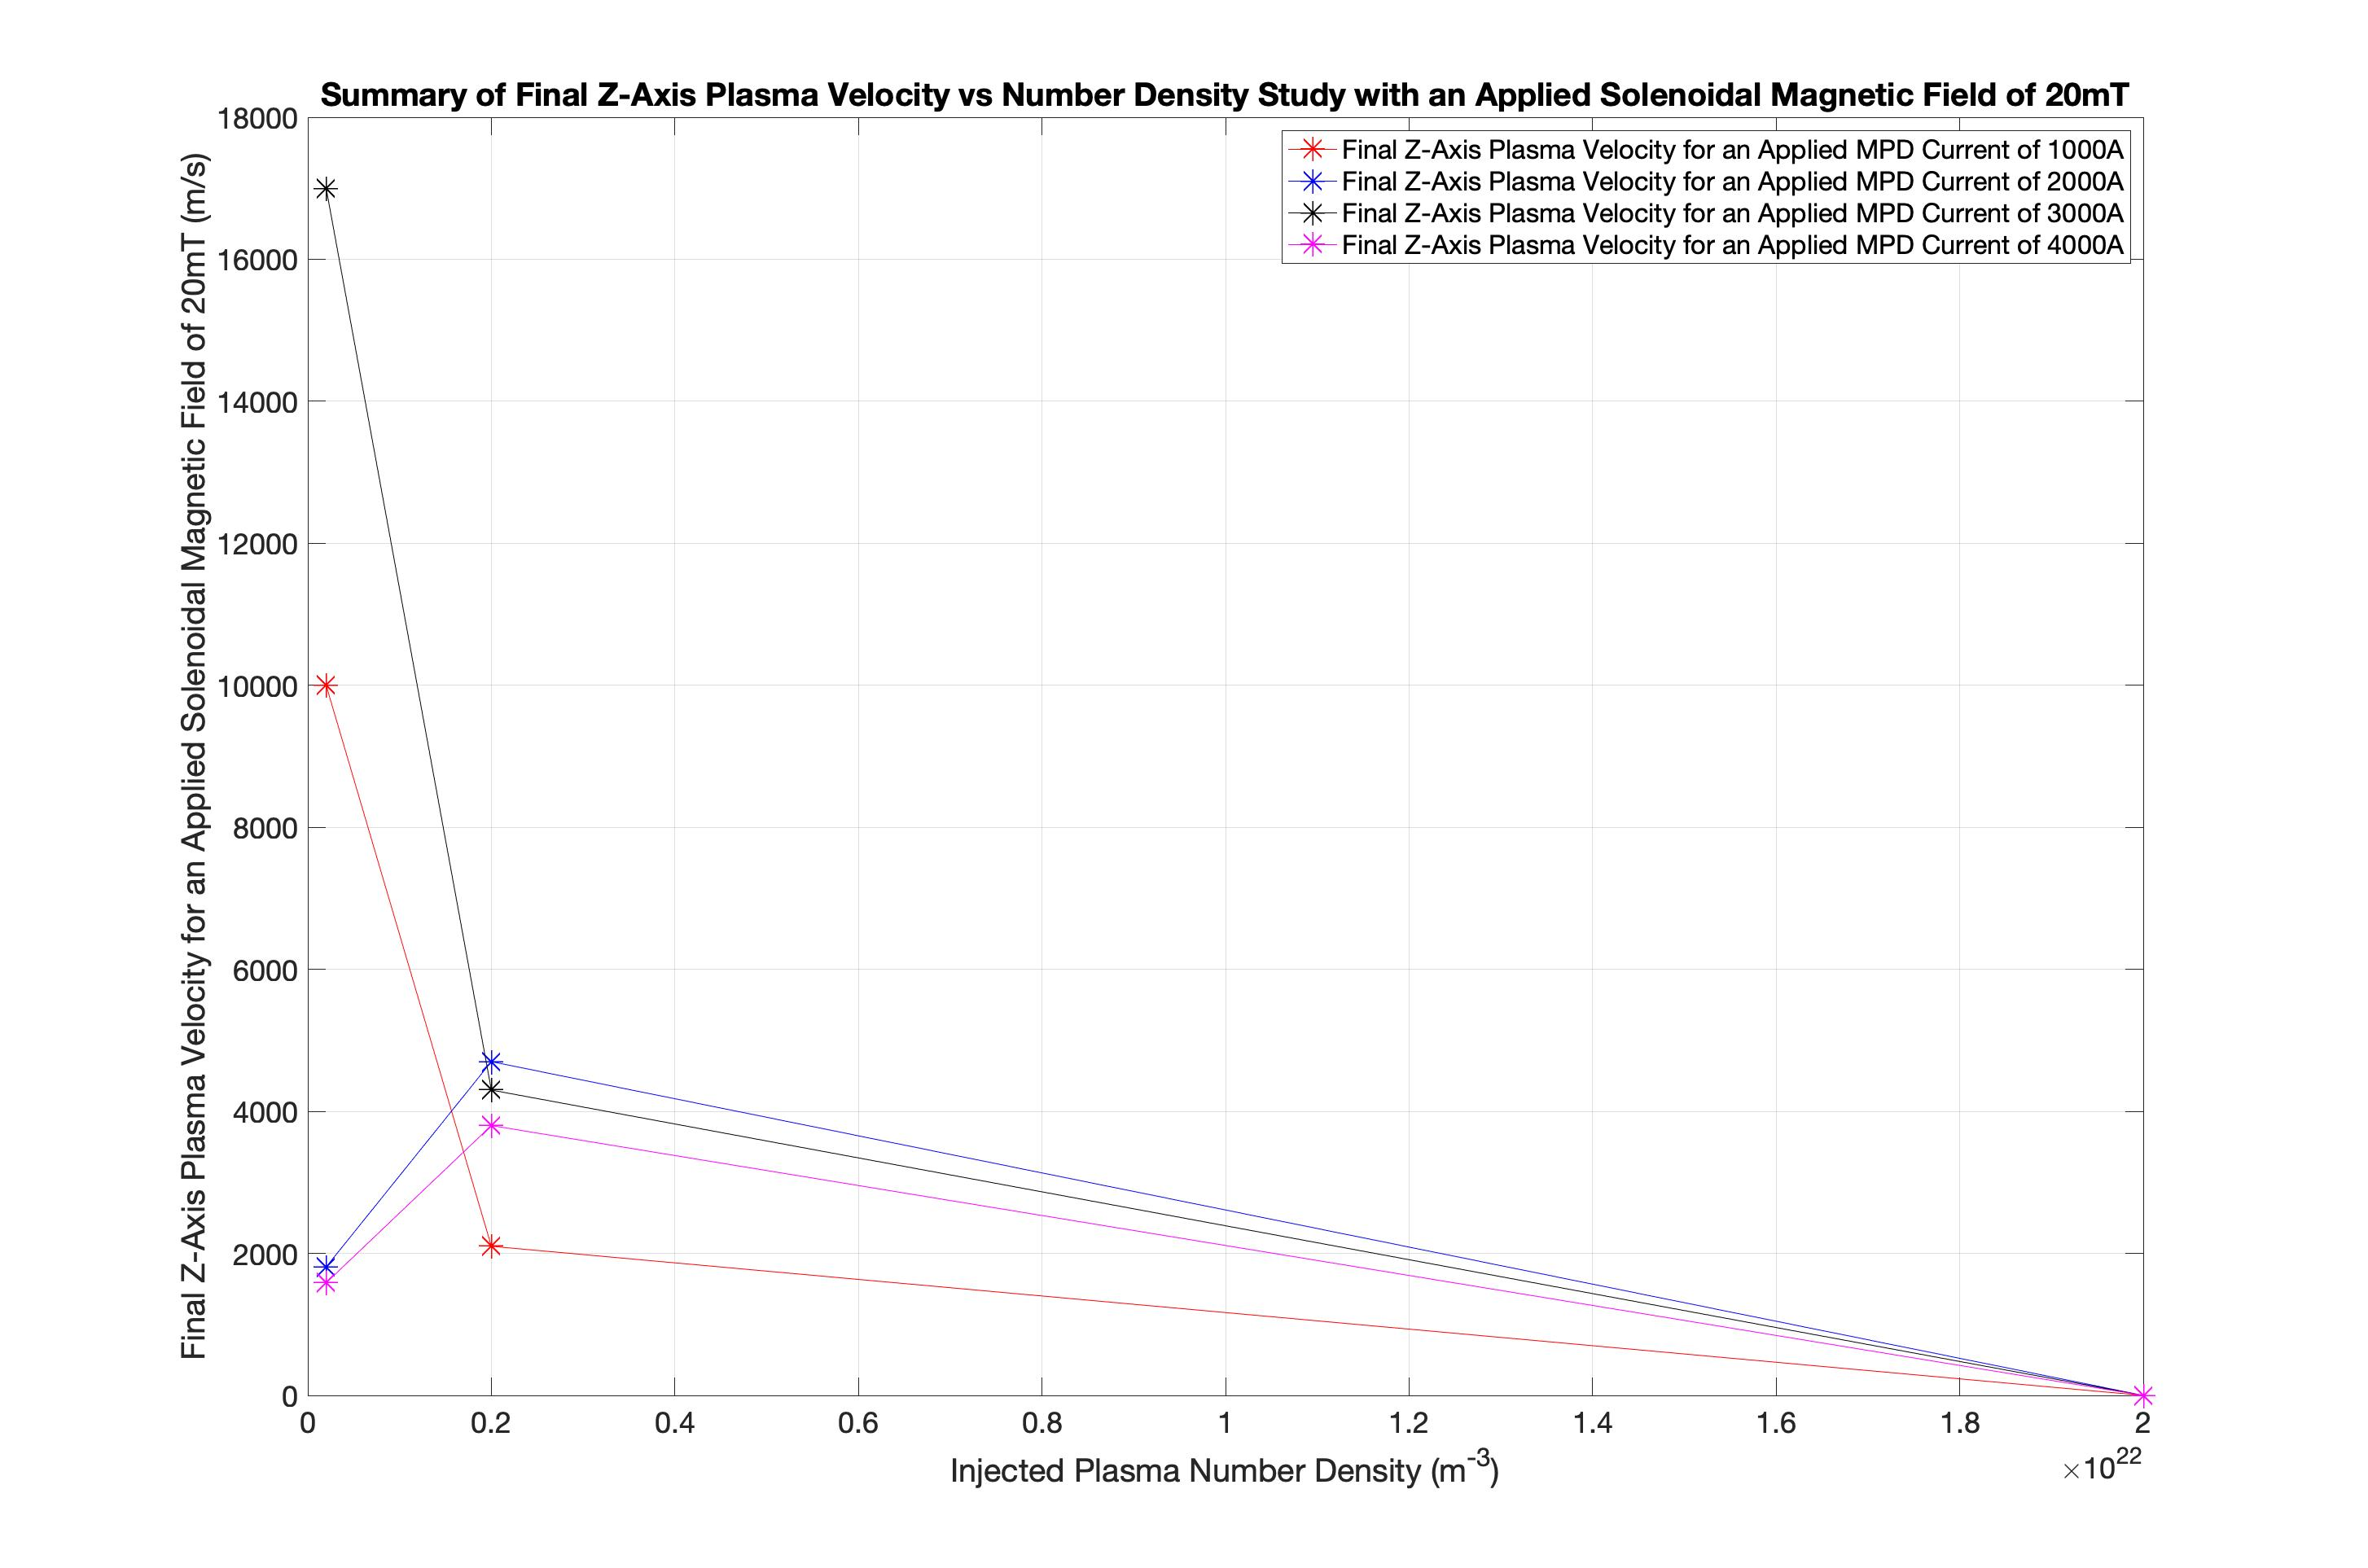 Summary of Final Z-Axis Plasma Velocity vs Number Density Study with an Applied Solenoidal Magnetic Field of 20mT
Final Z-Axis Plasma Velocity for an Applied MPD Current of 1000A
Final Z-Axis Plasma Velocity for an Applied MPD Current of 2000A
Final Z-Axis Plasma Velocity for an Applied MPD Current of 3000A
Final Z-Axis Plasma Velocity for an Applied MPD Current of 4000A
Final Z-Axis Plasma Velocity for an Applied Solenoidal Magnetic Field of 20mT (m/s)
18000
16000
14000
12000
10000
8000
6000
4000
2000
0
0 0.2 0.4 0.6 0.8 1 1.2 1.4 1.6 1.8 2
×10^22
Injected Plasma Number Density (m^-3)